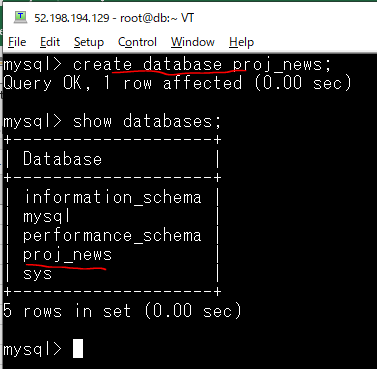 52.198.194.129 - root@db:~ VT
File Edit Setup Control Window Help
mysql> create database proj_news;
Query OK, 1 row affected (0.00 sec)
mysql> show databases;
+--------------------+
| Database           |
+--------------------+
| information_schema |
| mysql              |
| performance_schema |
| proj_news          |
| sys                |
+--------------------+
5 rows in set (0.00 sec)
mysql>